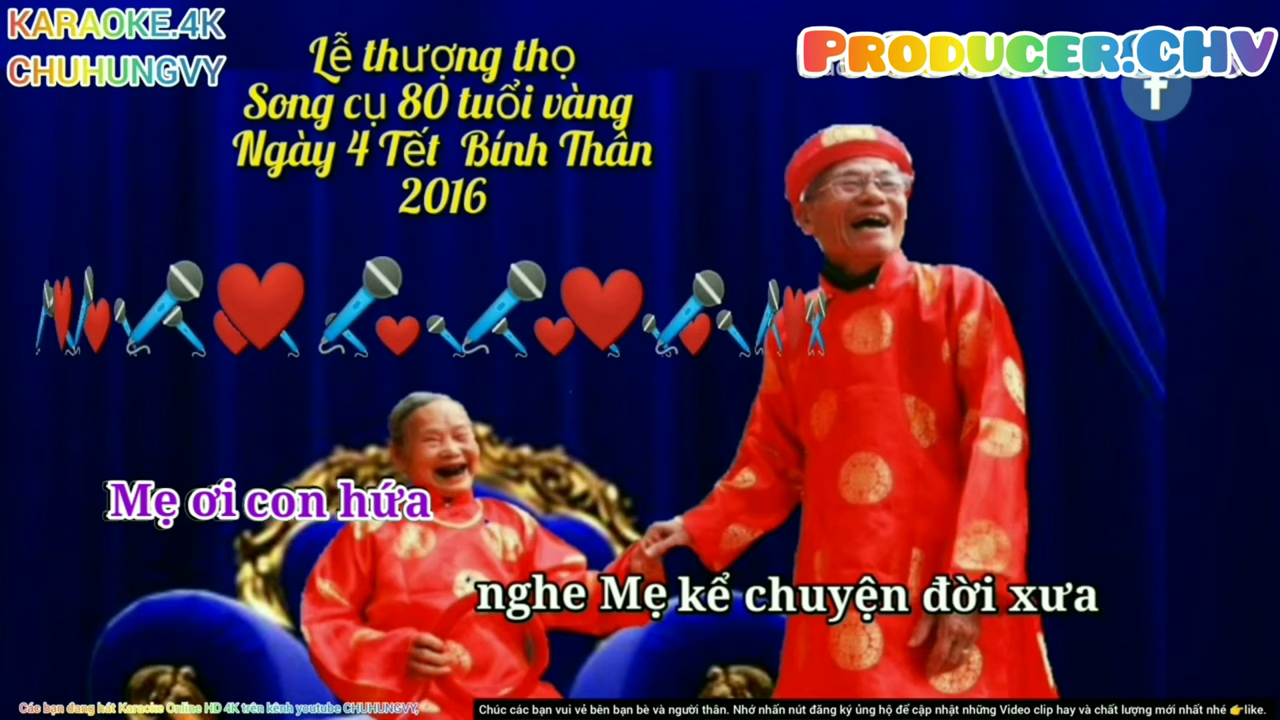 KARAOKE.4K
CHUHUNGVY
PRODUCER.CHV
Lễ thượng thọ
Song cụ 80 tuổi vàng
Ngày 4 Tết Bính Thân
2016
Mẹ ơi con hứa
nghe Mẹ kể chuyện đời xưa
Các bạn đang hát Karaoke Online HD 4K trên kênh youtube CHUHUNGVY,
Chúc các bạn vui vẻ bên bạn bè và người thân. Nhớ nhấn nút đăng ký ủng hộ để cập nhật những Video clip hay và chất lượng mới nhất nhé 👉like.